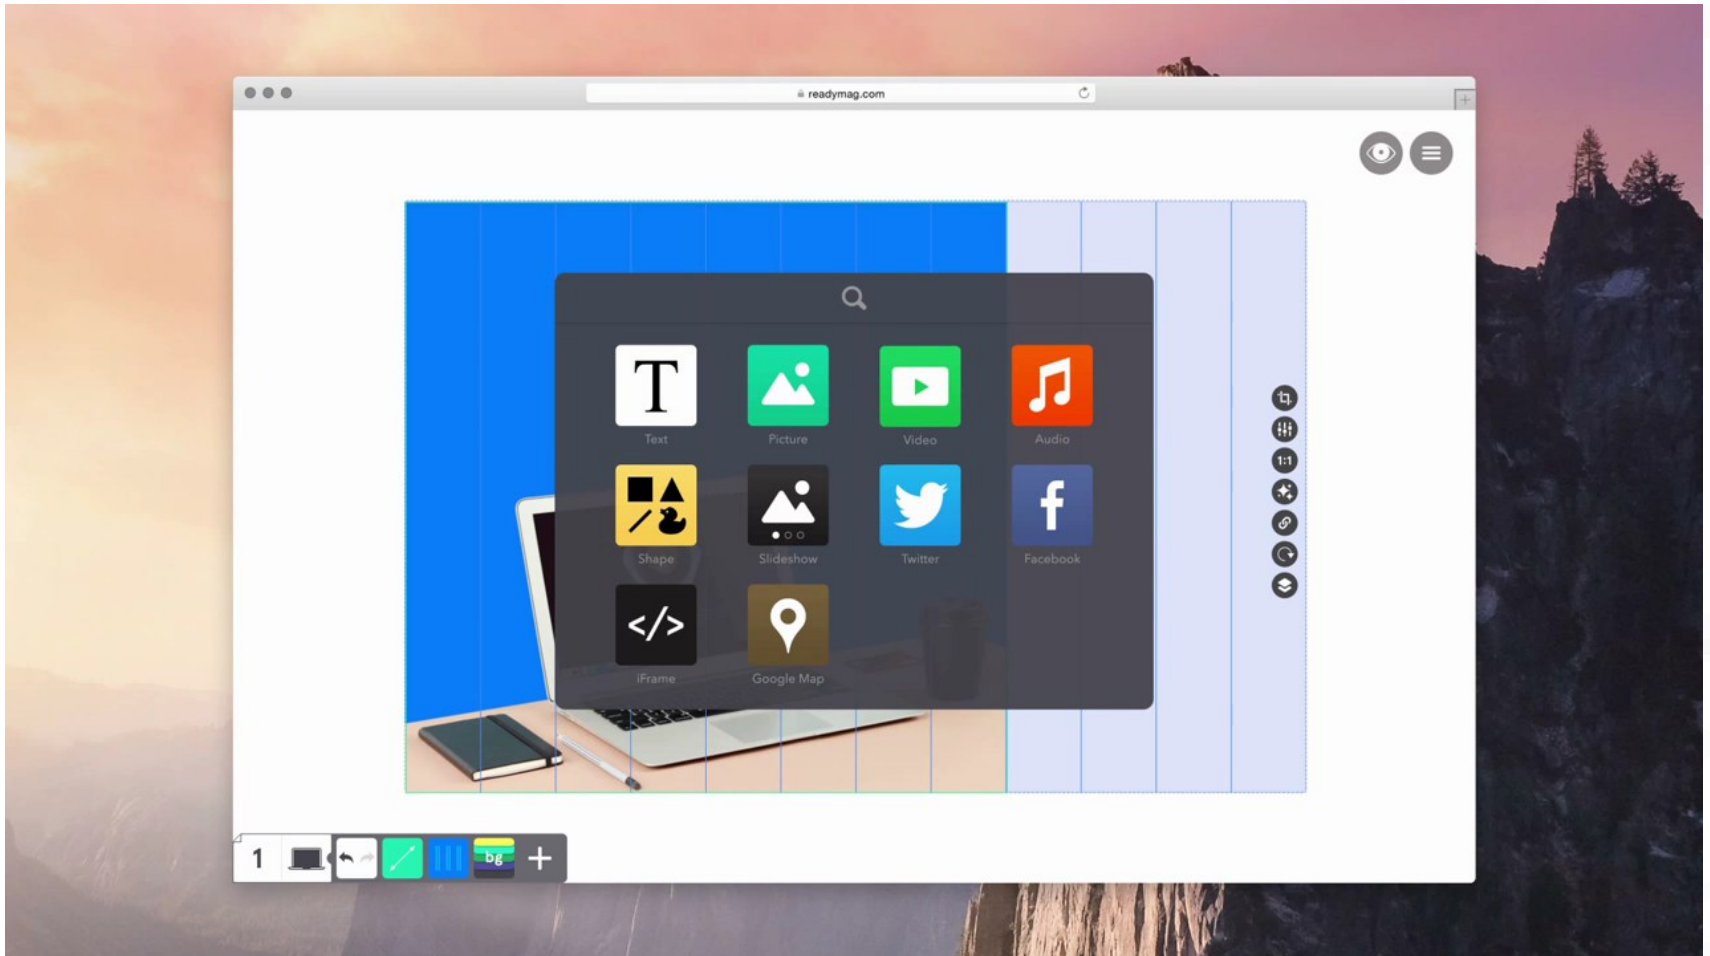 readymag.com
T
Text
Picture
Video
Audio
Shape
Slideshow
Twitter
f
Facebook
</>
iFrame
Google Map
1:1
1
bg